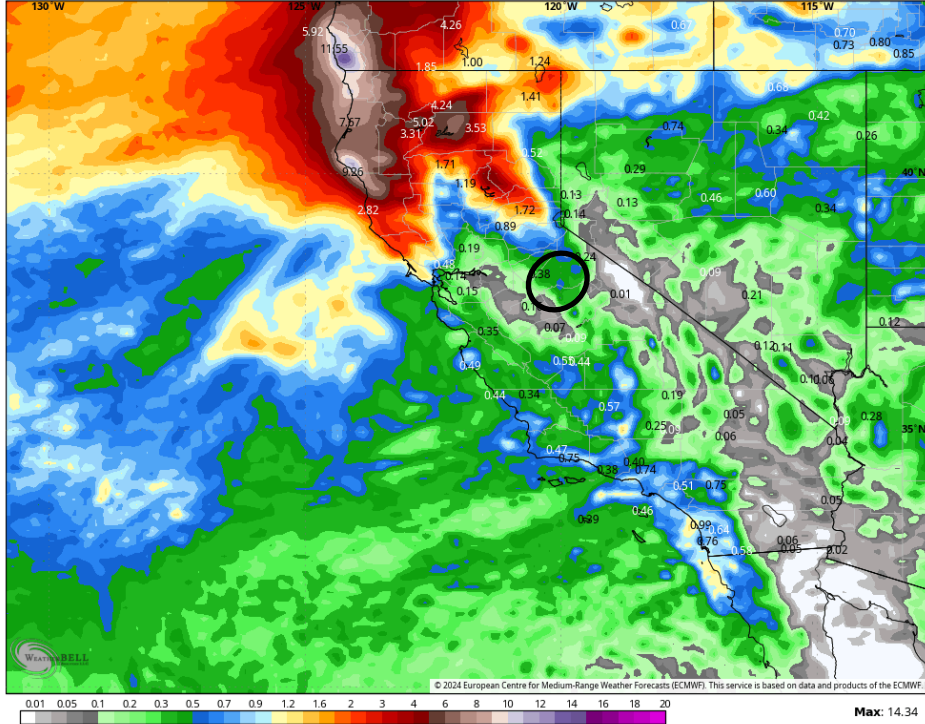 130°W 125°W 120°W 115°W
5.92 4.26 0.67 0.70
11.55 1.00 1.24 0.73 0.80
1.85 0.85
1.41 0.68
4.24
7.67 5.02 3.53 0.74 0.34 0.42
3.31 0.26
0.52
9.26 1.71 0.29 40°N
1.19 0.13 0.46 0.60
2.82 1.72 0.14 0.13 0.34
0.89
0.19 0.24
0.48 0.38 0.09
0.14
0.15 0.01 0.21
0.07 0.12
0.35 0.09
0.12 0.11
0.49 0.51 0.44
0.44 0.34 0.19
0.57 0.05 0.28
0.25 0.09 35°N
0.06 0.04
0.47 0.75 0.40
0.38 0.74
0.51 0.75
0.05
0.39 0.46 0.99 0.64
0.76 0.06
0.05 0.02
WEATHERBELL
© 2024 European Centre for Medium-Range Weather Forecasts (ECMWF). This service is based on data and products of the ECMWF.
0.01 0.05 0.1 0.2 0.3 0.5 0.7 0.9 1.2 1.6 2 3 4 6 8 10 12 14 16 18 20
Max: 14.34